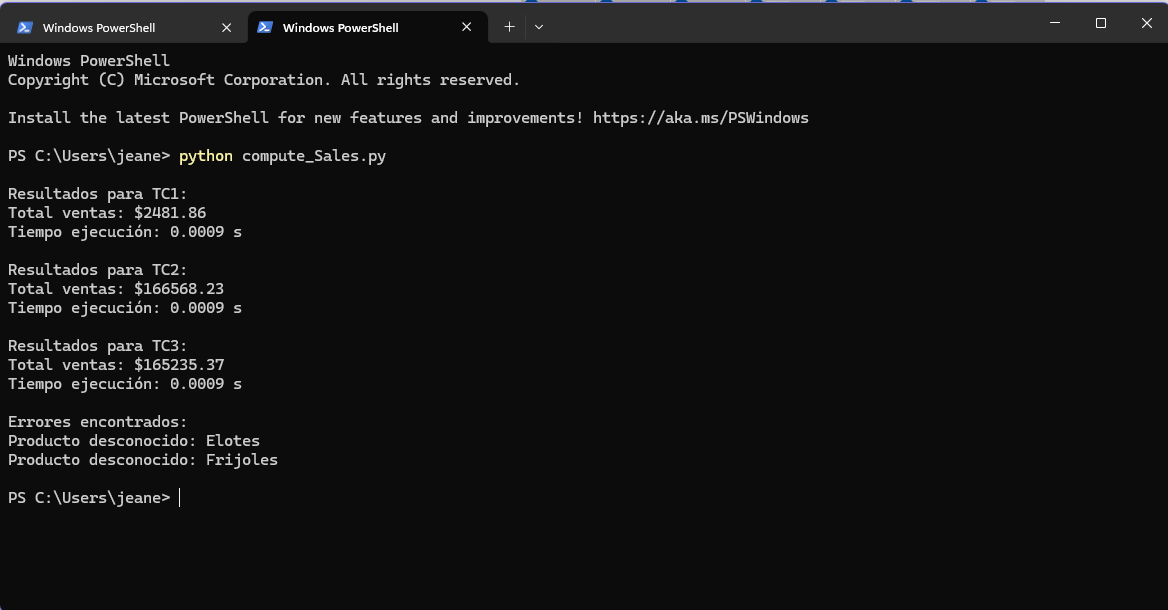 Windows PowerShell
Windows PowerShell
Windows PowerShell
Copyright (C) Microsoft Corporation. All rights reserved.
Install the latest PowerShell for new features and improvements! https://aka.ms/PSWindows
PS C:\Users\jeane> python compute_Sales.py
Resultados para TC1:
Total ventas: $2481.86
Tiempo ejecución: 0.0009 s
Resultados para TC2:
Total ventas: $166568.23
Tiempo ejecución: 0.0009 s
Resultados para TC3:
Total ventas: $165235.37
Tiempo ejecución: 0.0009 s
Errores encontrados:
Producto desconocido: Elotes
Producto desconocido: Frijoles
PS C:\Users\jeane>